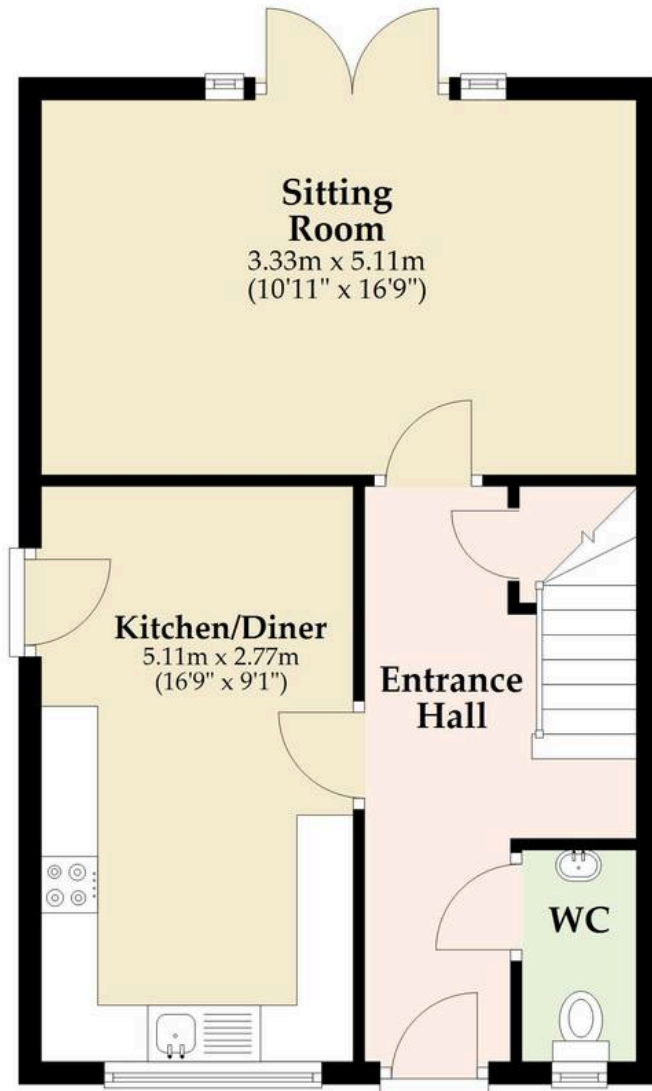 Sitting
Room
3.33m x 5.11m
(10'11" x 16'9")
Kitchen/Diner
5.11m x 2.77m
(16'9" x 9'1")
Entrance
Hall
WC